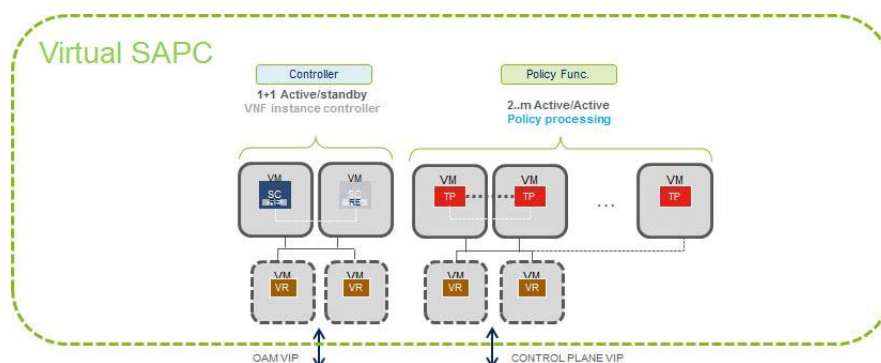 Virtual SAPC
Controller
Policy Func.
1+1 Active/standby
VNF instance controller
2..m Active/Active
Policy processing
VM
VM
VM
VM
VM
SC
RE
SC
RE
TP
TP
...
TP
VM
VR
VM
VR
VM
VR
VM
VR
OAM VIP
CONTROL PLANE VIP